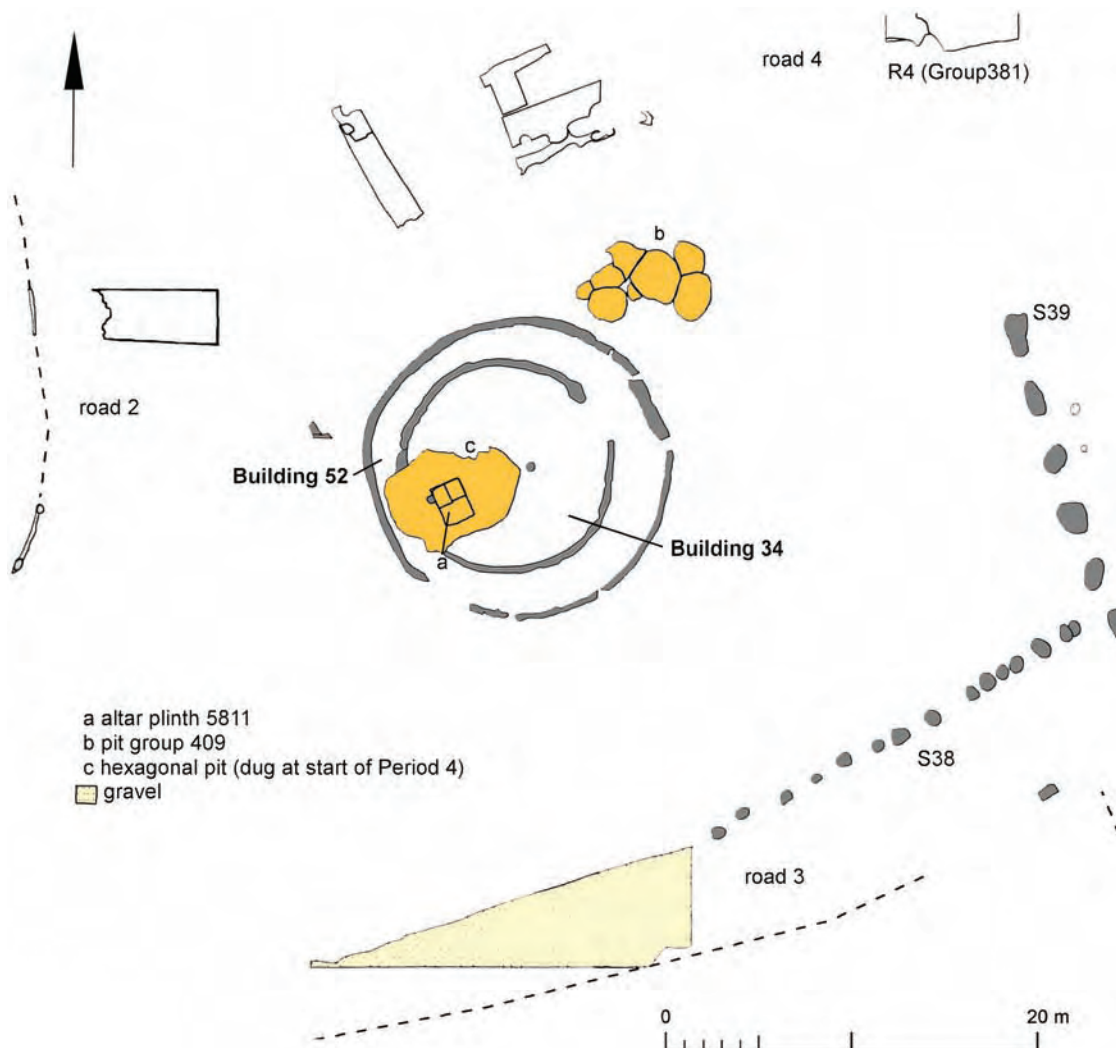 road 4
R4 (Group381)
b
S39
road 2
c
Building 52
Building 34
a
a altar plinth 5811
b pit group 409
c hexagonal pit (dug at start of Period 4)
gravel
S38
road 3
0 20 m